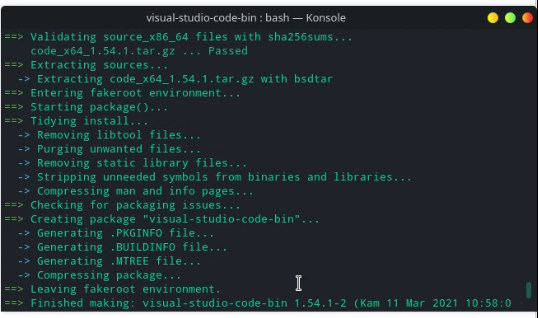 visual-studio-code-bin : bash — Konsole
==> Validating source_x86_64 files with sha256sums...
code_x64_1.54.1.tar.gz ... Passed
==> Extracting sources...
-> Extracting code_x64_1.54.1.tar.gz with bsdtar
==> Entering fakeroot environment...
==> Starting package()...
==> Tidying install...
-> Removing libtool files...
-> Purging unwanted files...
-> Removing static library files...
-> Stripping unneeded symbols from binaries and libraries...
-> Compressing man and info pages...
==> Checking for packaging issues...
==> Creating package "visual-studio-code-bin"...
-> Generating .PKGINFO file...
-> Generating .BUILDINFO file...
-> Generating .MTREE file...
-> Compressing package...
==> Leaving fakeroot environment.
==> Finished making: visual-studio-code-bin 1.54.1-2 (Kam 11 Mar 2021 10:58:0